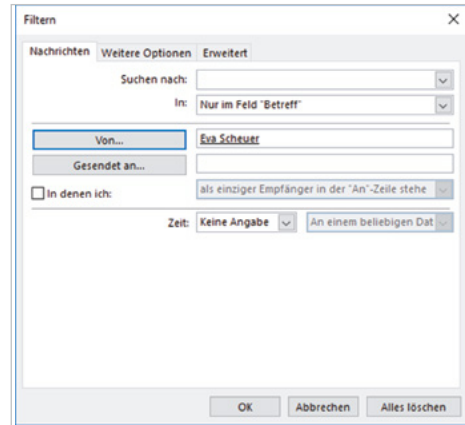 Filtern
Nachrichten Weitere Optionen Erweitert
Suchen nach:
In: Nur im Feld "Betreff"
Von... Eva Scheuer
Gesendet an...
In denen ich: als einziger Empfänger in der "An"-Zeile stehe
Zeit: Keine Angabe An einem beliebigen Dat
OK Abbrechen Alles löschen